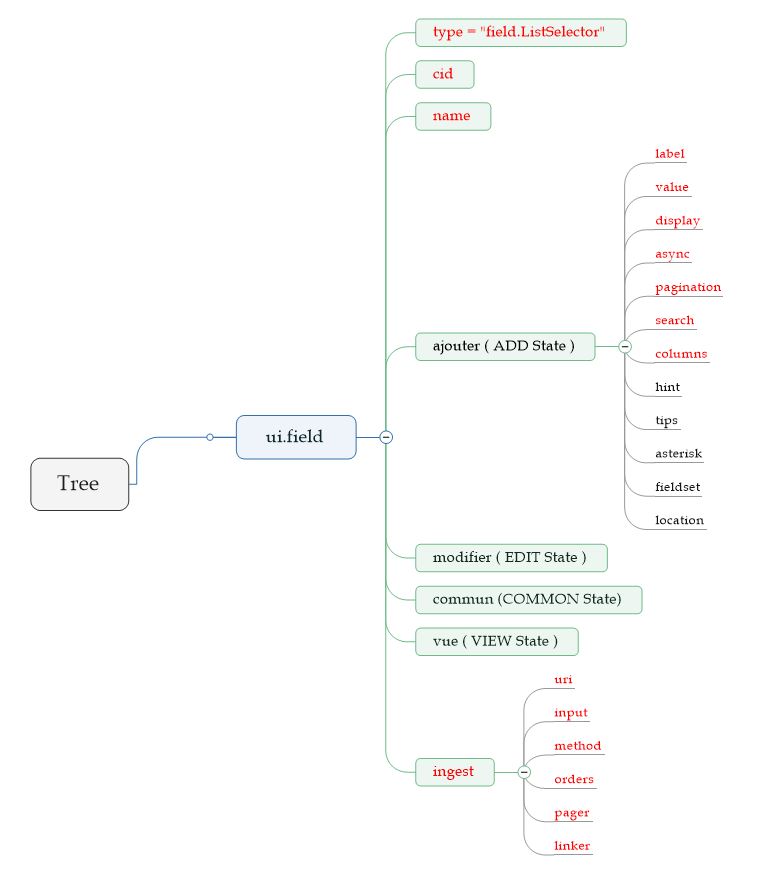 type = "field.ListSelector"
cid
name
label
value
display
async
pagination
search
ajouter ( ADD State )
columns
hint
tips
ui.field
asterisk
Tree
fieldset
location
modifier ( EDIT State )
commun (COMMON State)
vue ( VIEW State )
uri
input
method
ingest
orders
pager
linker